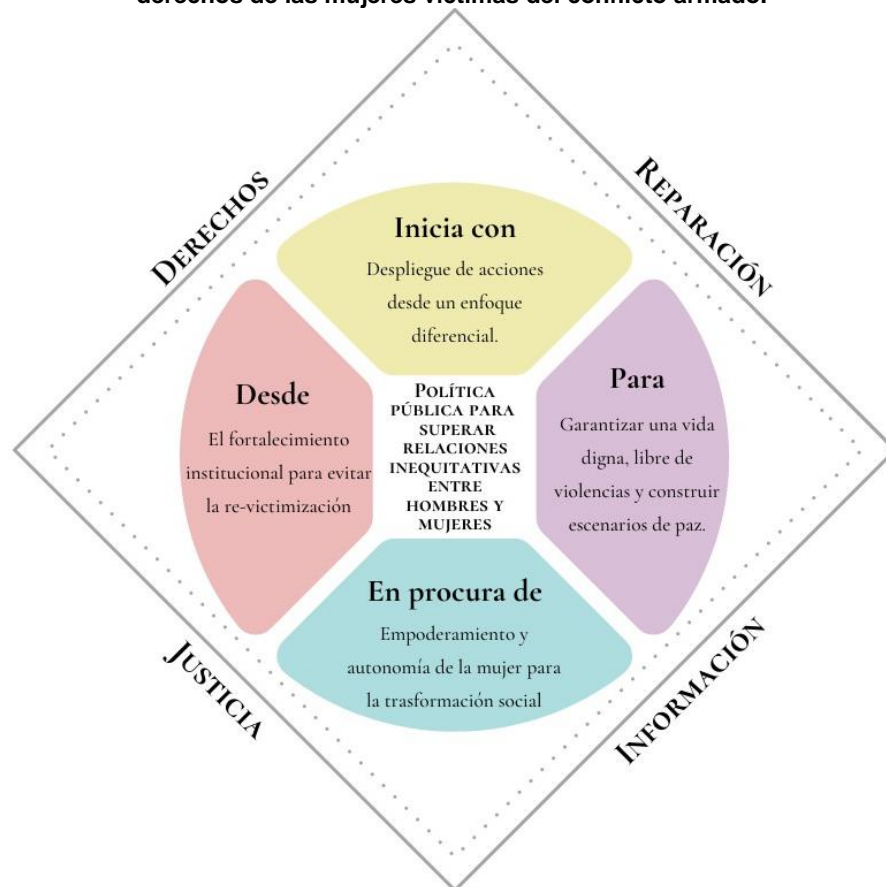 derechos de las mujeres víctimas del conflicto armado.
Derechos
Reparación
Inicia con
Despliegue de acciones
desde un enfoque
diferencial.
Desde
El fortalecimiento
institucional para evitar
la re-victimización
Política
pública para
superar
relaciones
inequitativas
entre
hombres y
mujeres
Para
Garantizar una vida
digna, libre de
violencias y construir
escenarios de paz.
En procura de
Empoderamiento y
autonomía de la mujer para
la trasformación social
Justicia
Información